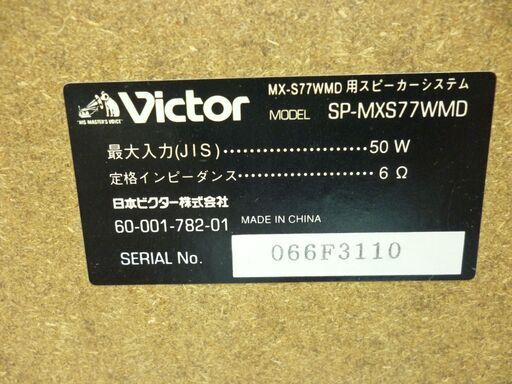 MX-S77WMD 用スピーカーシステム
"HIS MASTER'S VOICE" Victor MODEL SP-MXS77WMD
最大入力(JIS)・・・・・・・・・・・・・・・・・・50 W
定格インピーダンス・・・・・・・・・・・・・・・・6 Ω
日本ビクター株式会社
60-001-782-01 MADE IN CHINA
SERIAL No. 066F3110